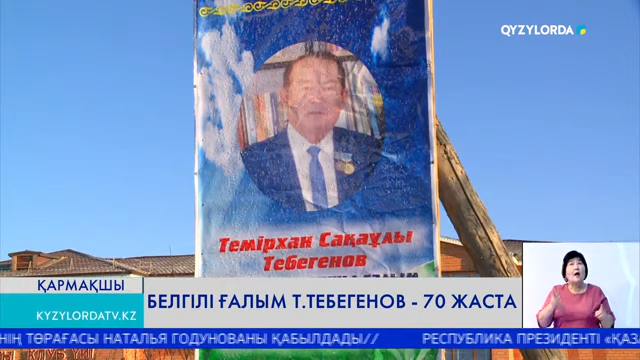 QYZYLORDA
Темірхан Сақаұлы
Тебегенов
ҚАРМАҚШЫ
KYZYLORDATV.KZ
БЕЛГІЛІ ҒАЛЫМ Т.ТЕБЕГЕНОВ - 70 ЖАСТА
НІҢ ТӨРАҒАСЫ НАТАЛЬЯ ГОДУНОВАНЫ ҚАБЫЛДАДЫ// РЕСПУБЛИКА ПРЕЗИДЕНТІ «ҚАЗ